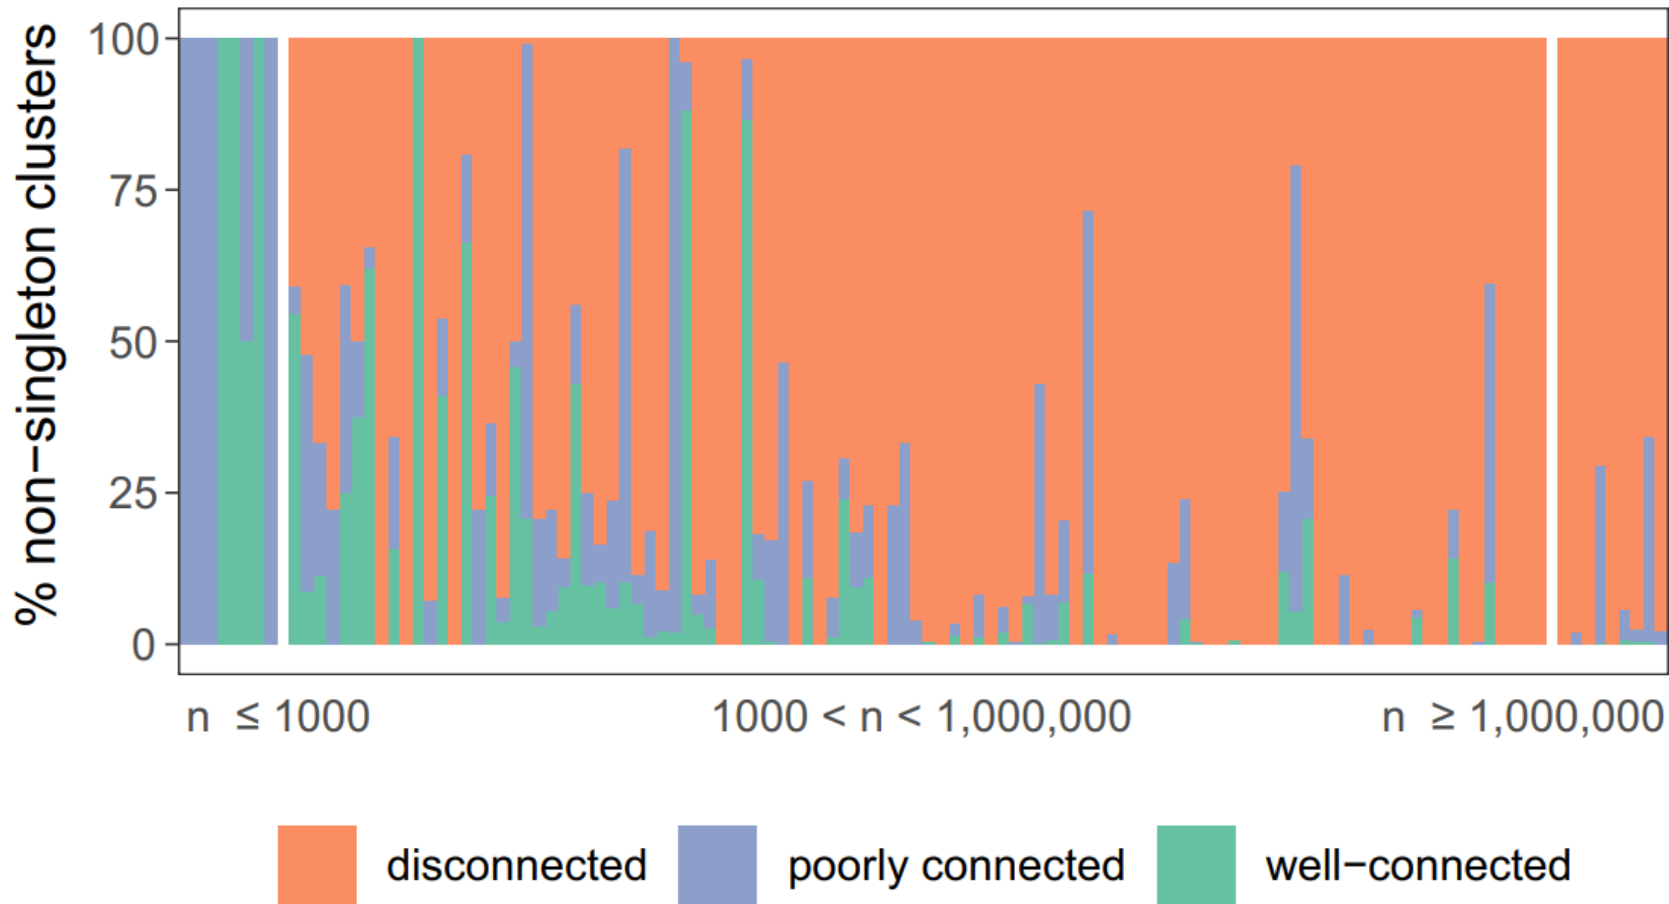 % non−singleton clusters
100
75
50
25
0
n ≤ 1000
1000 < n < 1,000,000
n ≥ 1,000,000
disconnected
poorly connected
well−connected